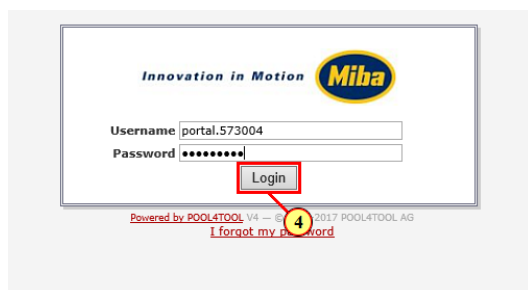 Innovation in Motion Miba
Username portal.573004
Password •••••••••
Login
Powered by POOL4TOOL V4 — © 2017 POOL4TOOL AG
4
I forgot my password